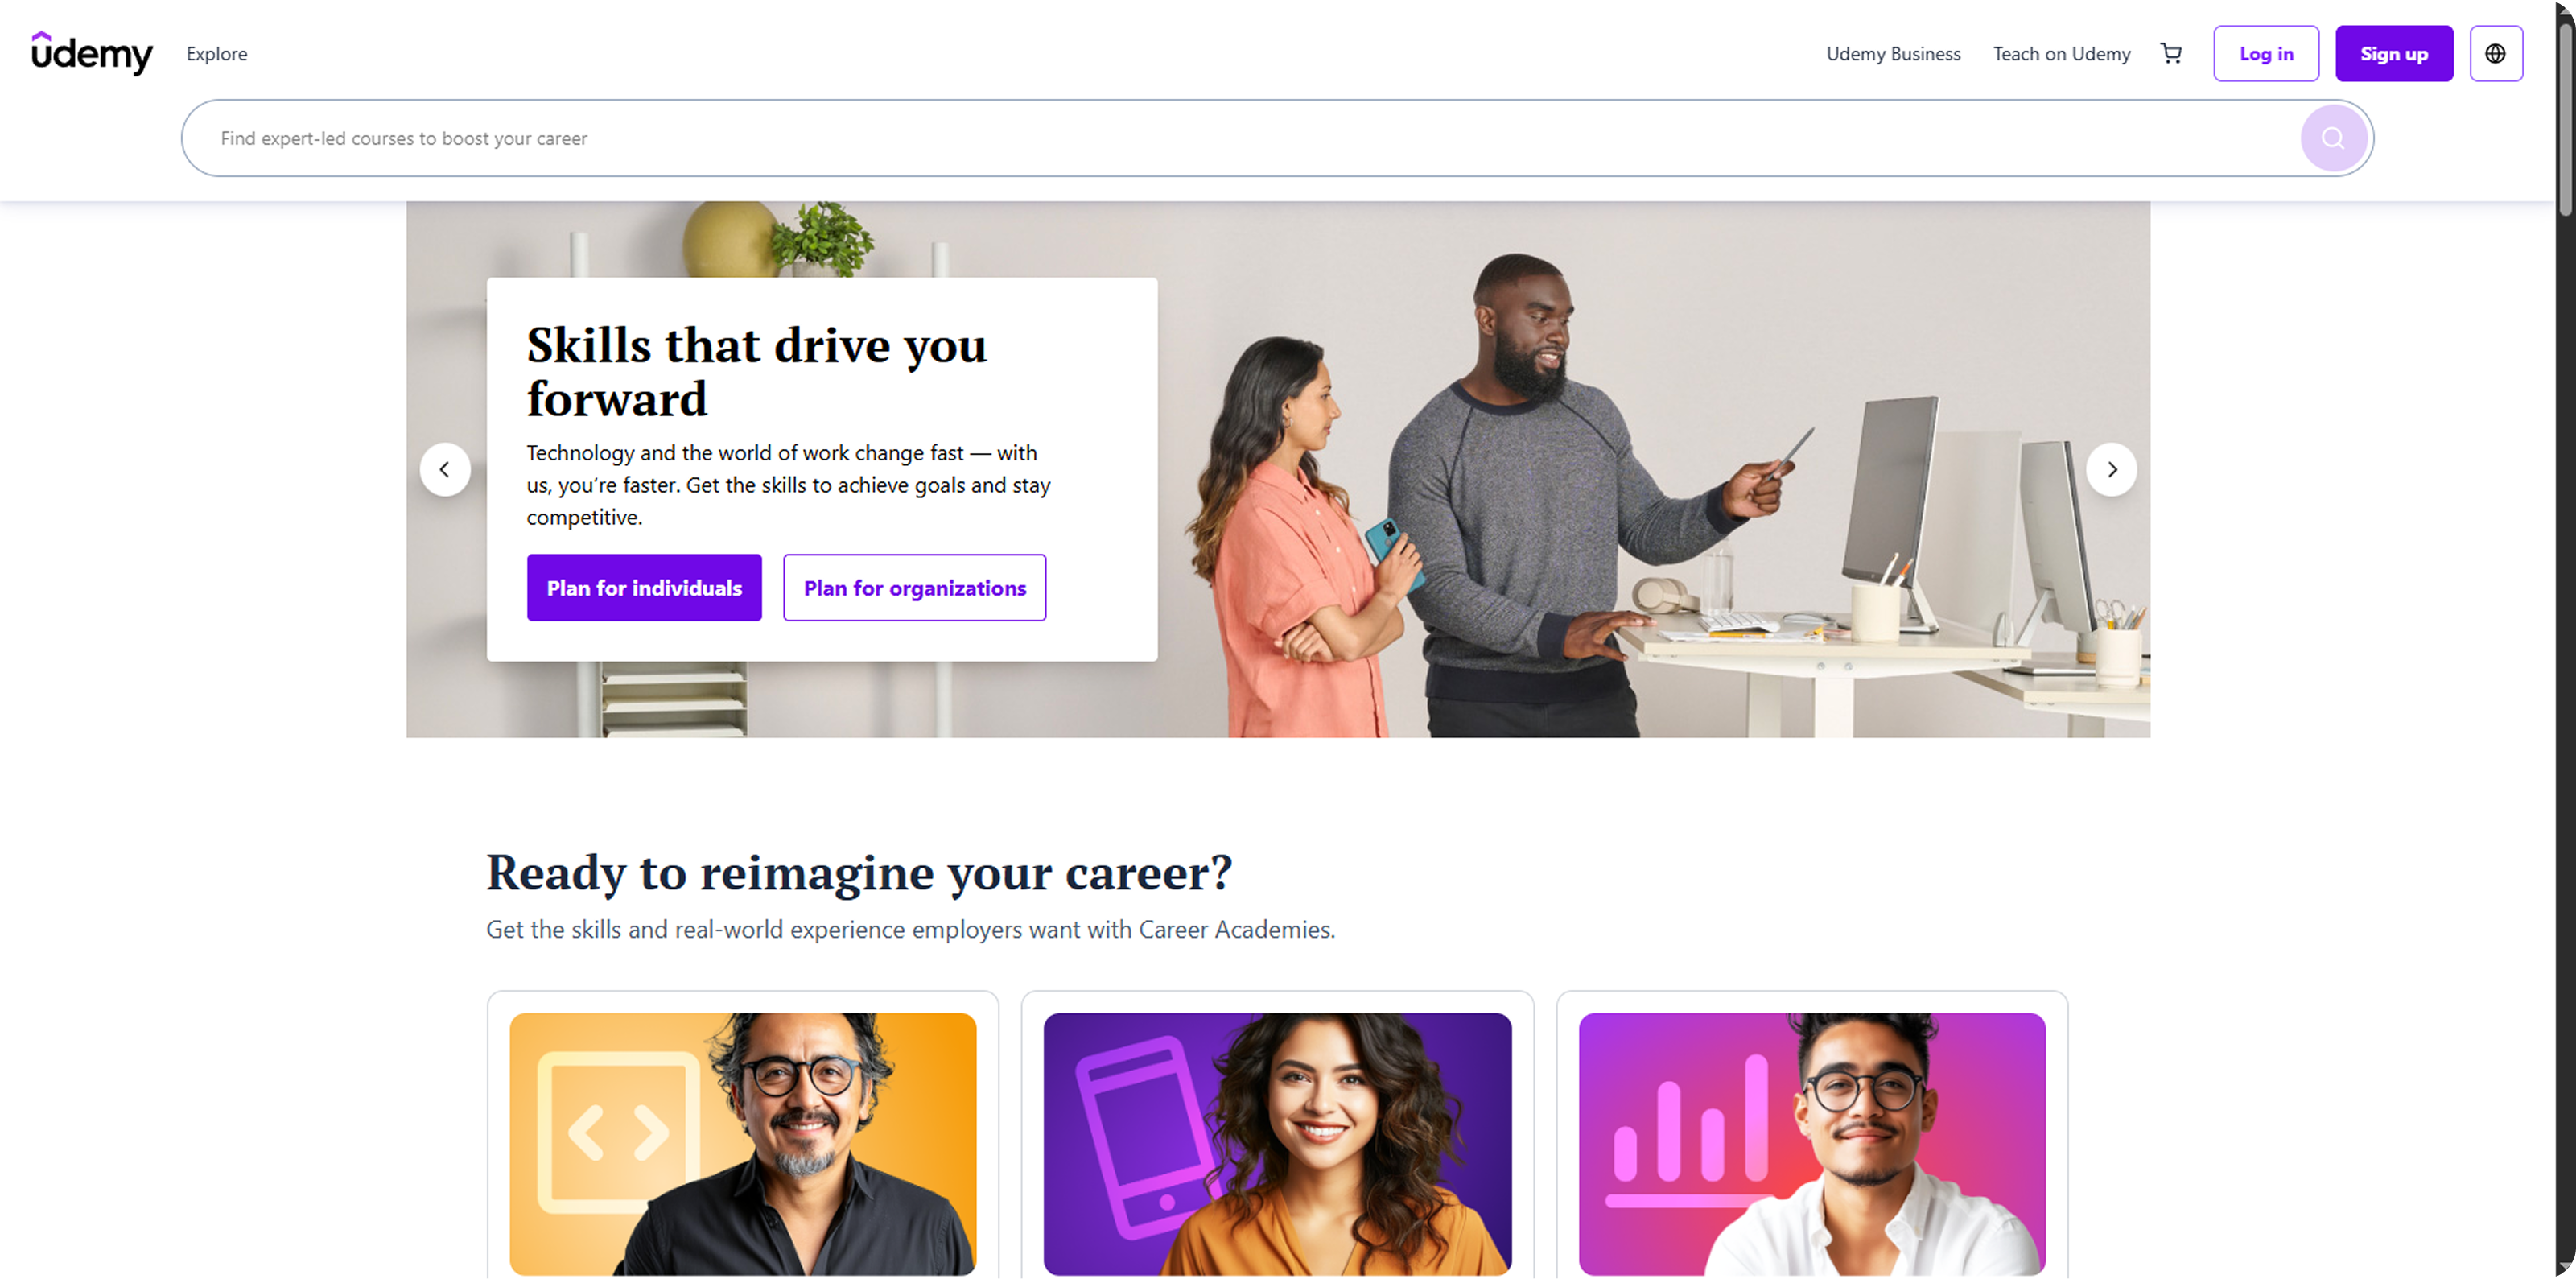 udemy
Explore
Udemy Business
Teach on Udemy
Log in
Sign up
Find expert-led courses to boost your career
Skills that drive you
forward
Technology and the world of work change fast — with
us, you’re faster. Get the skills to achieve goals and stay
competitive.
Plan for individuals
Plan for organizations
Ready to reimagine your career?
Get the skills and real-world experience employers want with Career Academies.